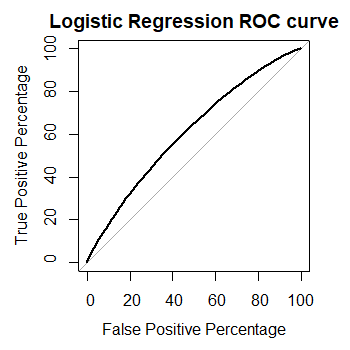 Logistic Regression ROC curve
True Positive Percentage
100
80
60
40
20
0
0 20 40 60 80 100
False Positive Percentage